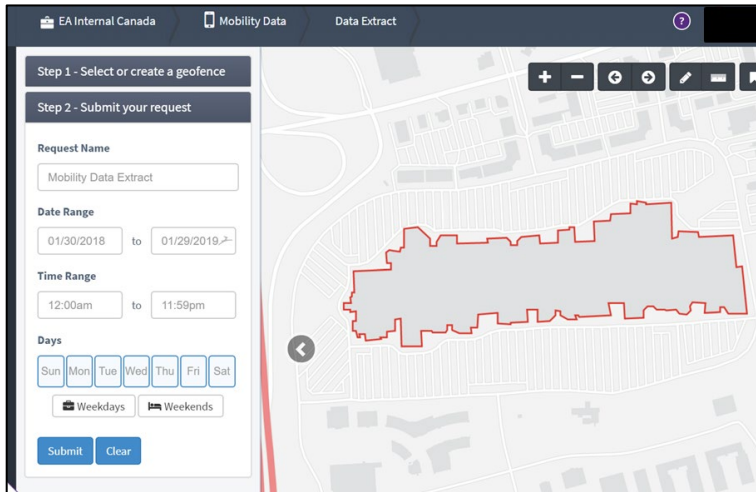 EA Internal Canada Mobility Data Data Extract ?
Step 1 - Select or create a geofence
Step 2 - Submit your request
Request Name
Mobility Data Extract
Date Range
01/30/2018 to 01/29/2019
Time Range
12:00am to 11:59pm
Days
Sun Mon Tue Wed Thu Fri Sat
Weekdays Weekends
Submit Clear